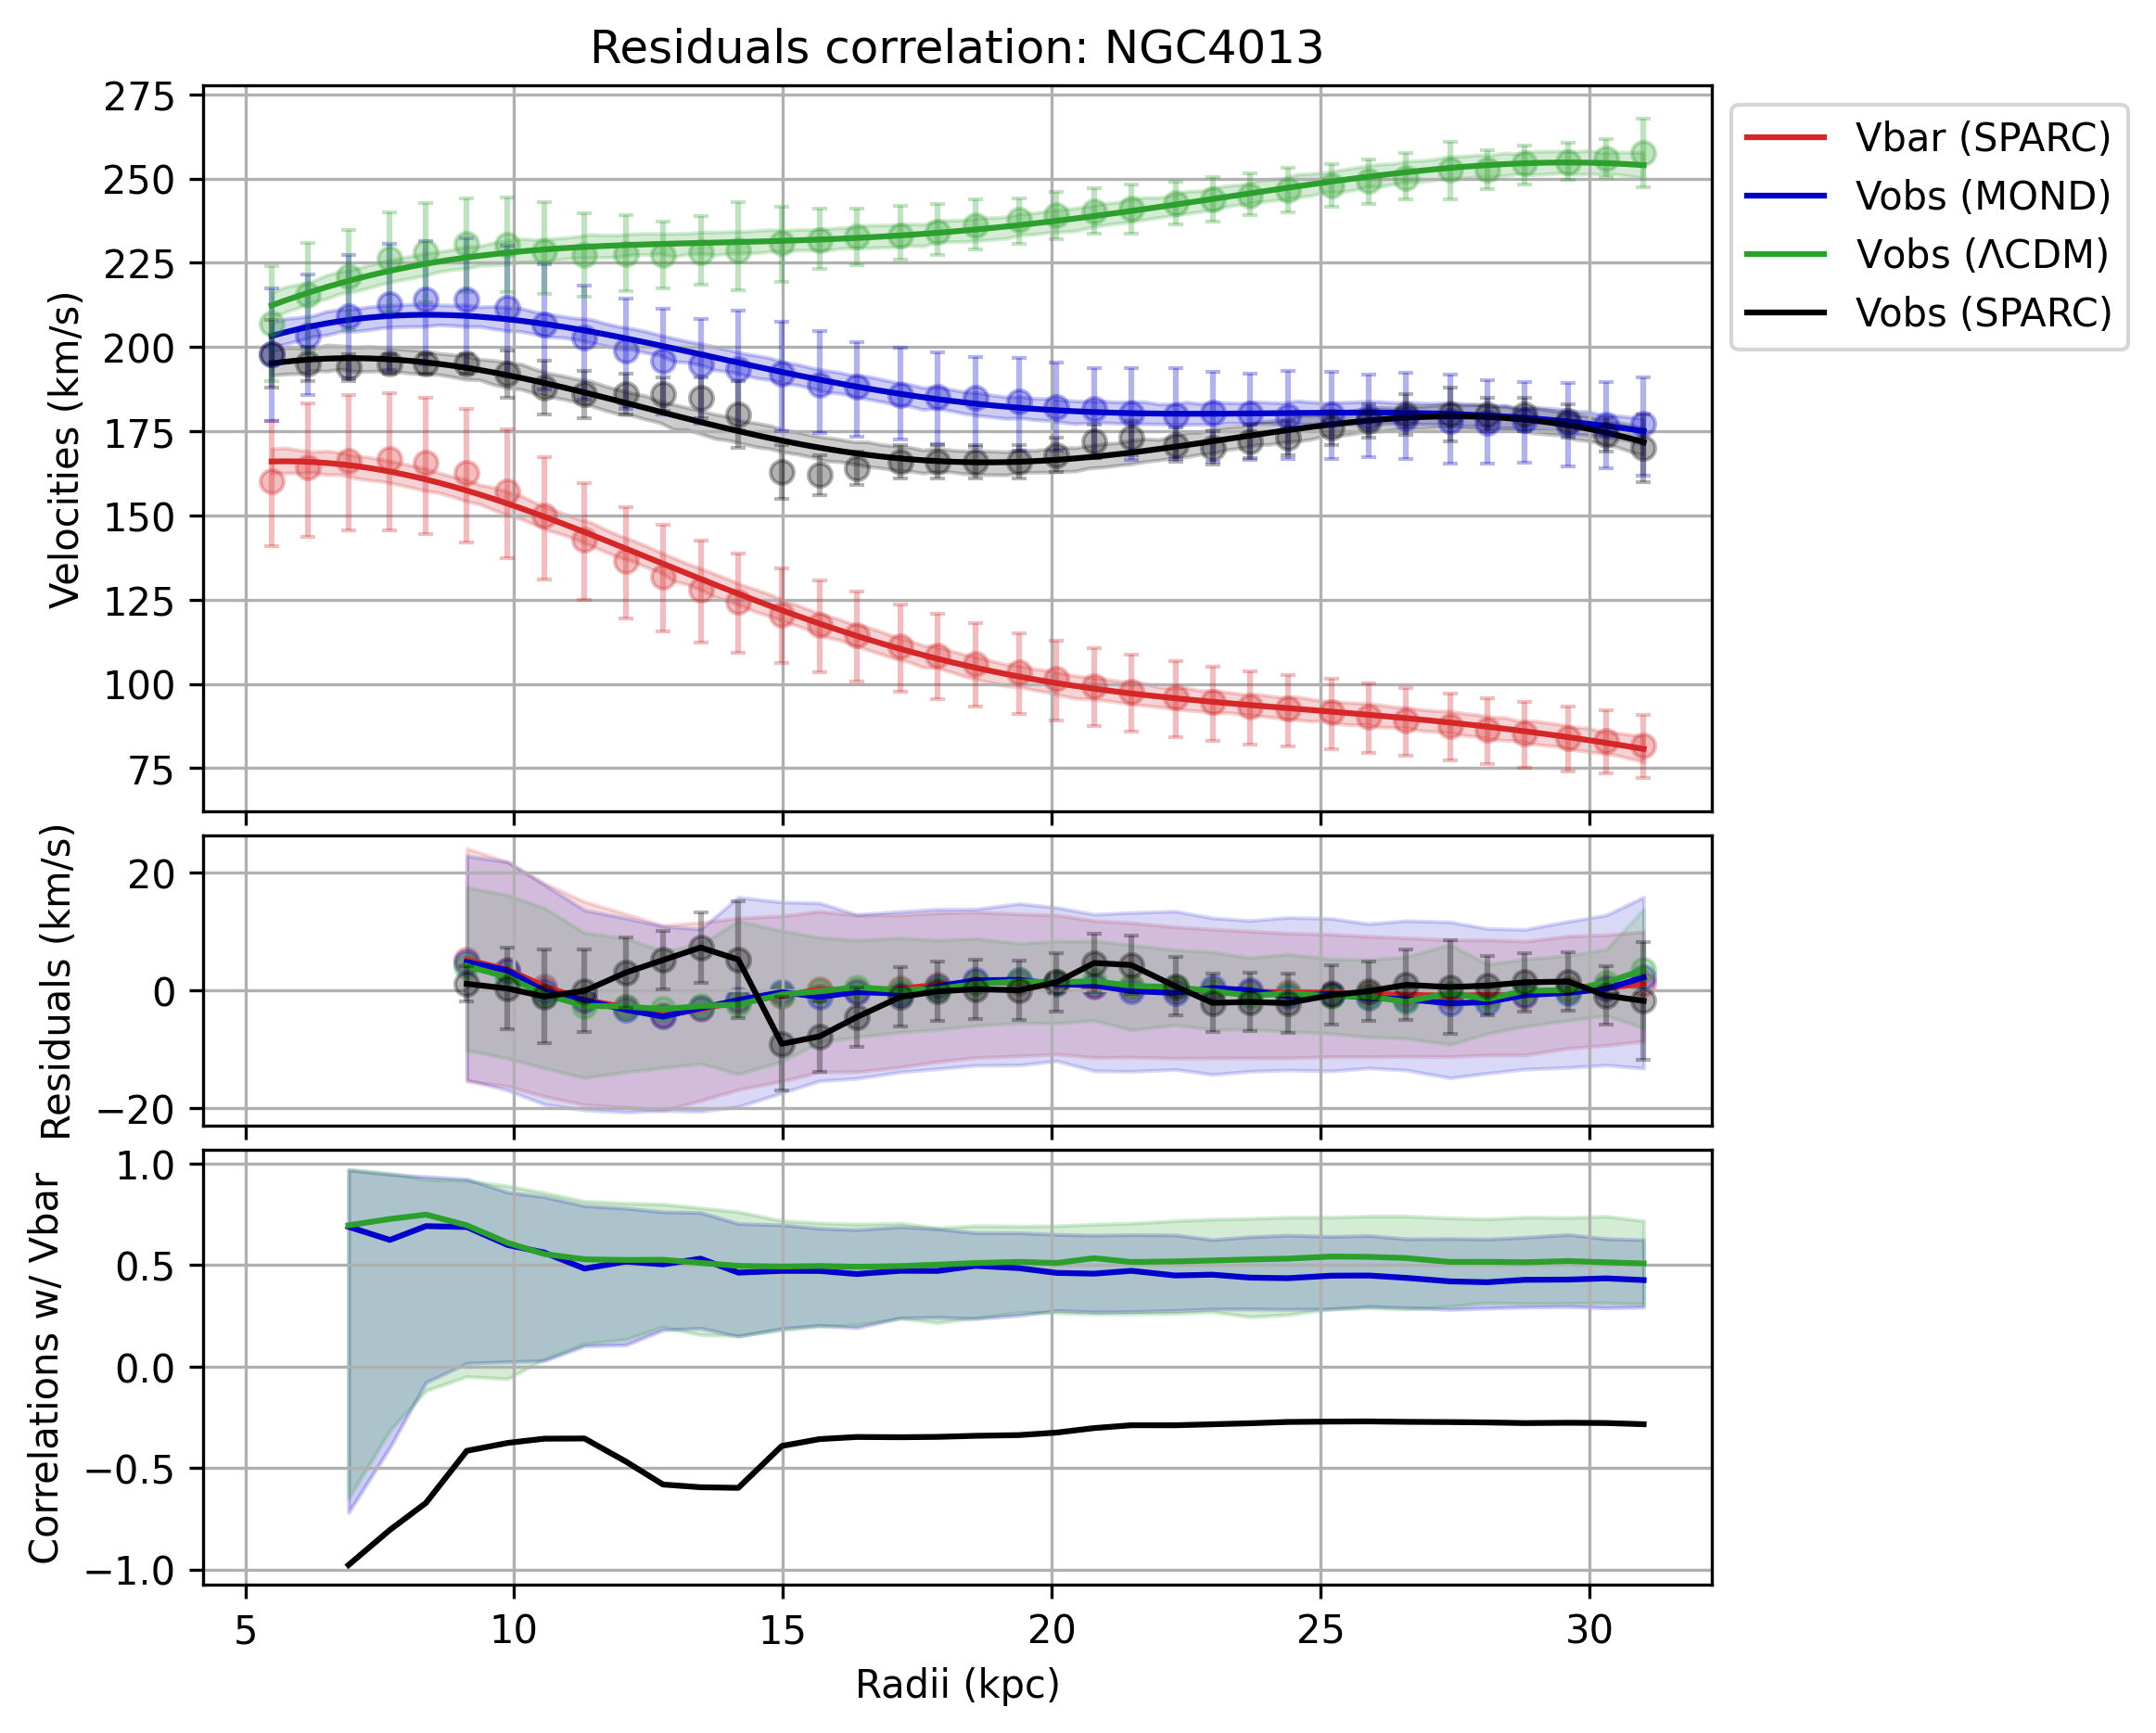 Residuals correlation: NGC4013
275
250
225
200
175
150
125
100
75
Velocities (km/s)
Vbar (SPARC)
Vobs (MOND)
Vobs (ΛCDM)
Vobs (SPARC)
20
0
−20
Residuals (km/s)
1.0
0.5
0.0
−0.5
−1.0
Correlations w/ Vbar
5 10 15 20 25 30
Radii (kpc)